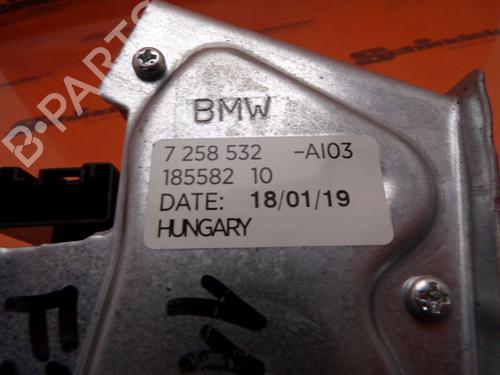 B-PARTS
BMW
7 258 532 -AI03
185582 10
DATE: 18/01/19
HUNGARY